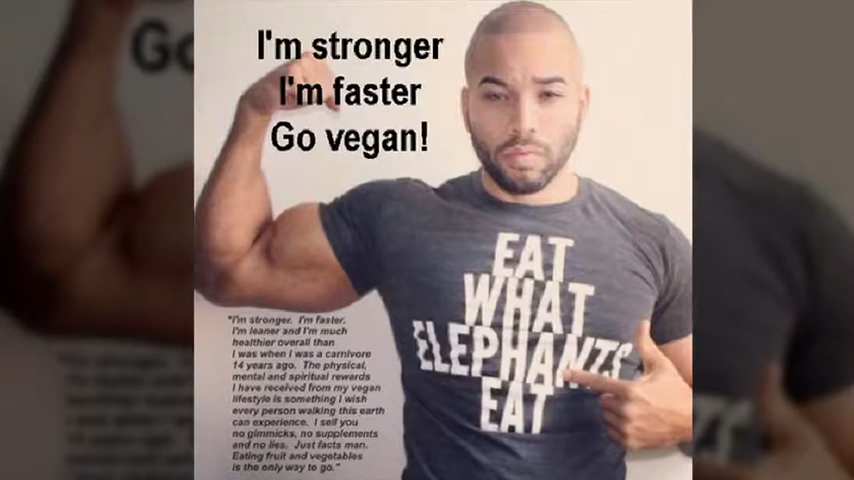 I'm stronger
I'm faster
Go vegan!
EAT
WHAT
ELEPHANTS
EAT
"I'm stronger. I'm faster.
I'm leaner and I'm much
healthier overall than
I was when I was a carnivore
14 years ago. The physical,
mental and spiritual rewards
I have received from my vegan
lifestyle is something I wish
every person walking this earth
can experience. I sell you
no gimmicks, no supplements
and no lies. Just facts man.
Eating fruit and vegetables
is the only way to go."